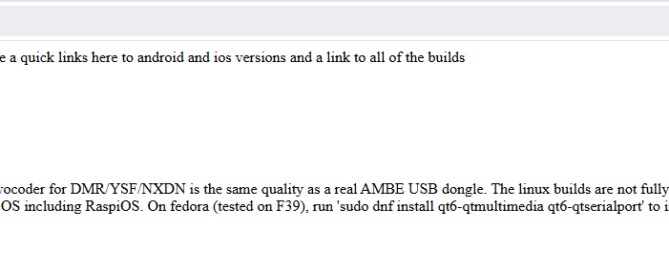 e a quick links here to android and ios versions and a link to all of the builds
vocoder for DMR/YSF/NXDN is the same quality as a real AMBE USB dongle. The linux builds are not fully
OS including RaspiOS. On fedora (tested on F39), run 'sudo dnf install qt6-qtmultimedia qt6-qtserialport' to i